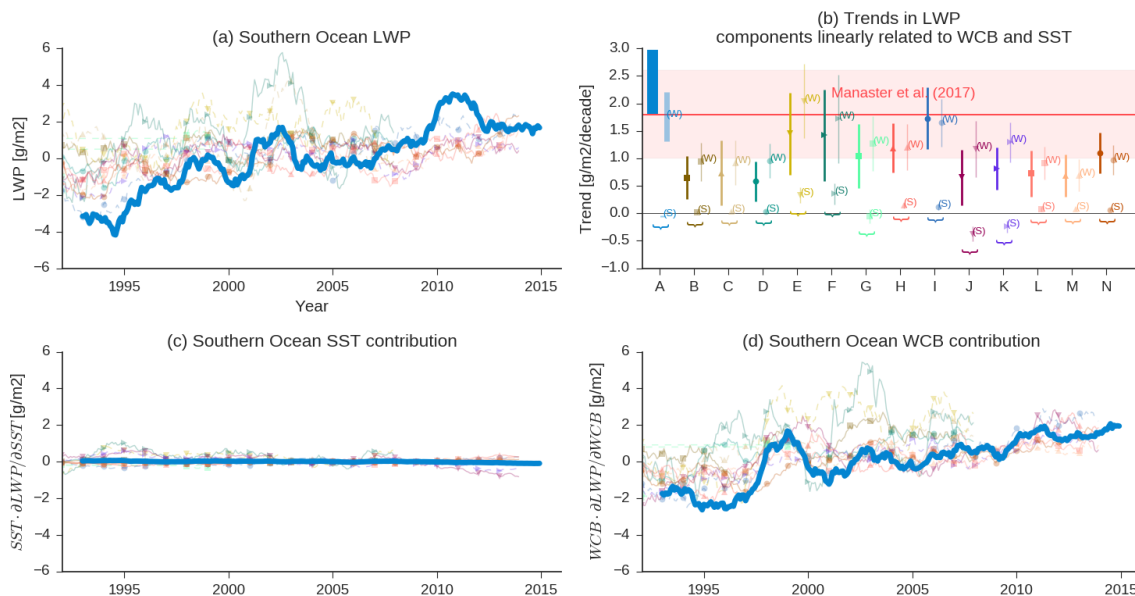 (a) Southern Ocean LWP
6
4
2
0
−2
−4
−6
LWP [g/m2]
1995 2000 2005 2010 2015
Year
(b) Trends in LWP
components linearly related to WCB and SST
3.0
2.5
2.0
1.5
1.0
0.5
0.0
−0.5
−1.0
Trend [g/m2/decade]
Manaster et al. (2017)
(W) (W) (W) (W) (W) (W) (W) (W) (W) (W) (W) (W) (W) (W)
(S) (S) (S) (S) (S) (S) (S) (S) (S) (S) (S) (S) (S) (S)
A B C D E F G H I J K L M N
(c) Southern Ocean SST contribution
6
4
2
0
−2
−4
−6
SST · ∂LWP/∂SST [g/m2]
1995 2000 2005 2010 2015
(d) Southern Ocean WCB contribution
6
4
2
0
−2
−4
−6
WCB · ∂LWP/∂WCB [g/m2]
1995 2000 2005 2010 2015